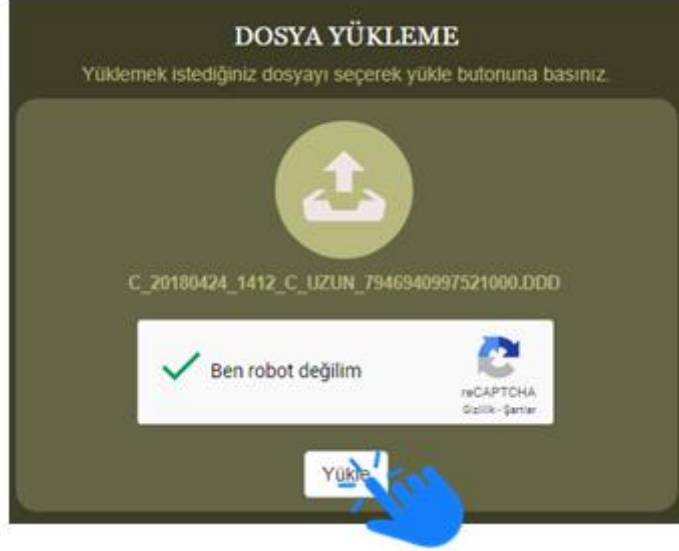 DOSYA YÜKLEME
Yüklemek istediğiniz dosyayı seçerek yükle butonuna basınız.
C_20180424_1412_C_UZUN_7946940997521000.DDD
Ben robot değilim
reCAPTCHA
Gizlilik - Şartlar
Yükle